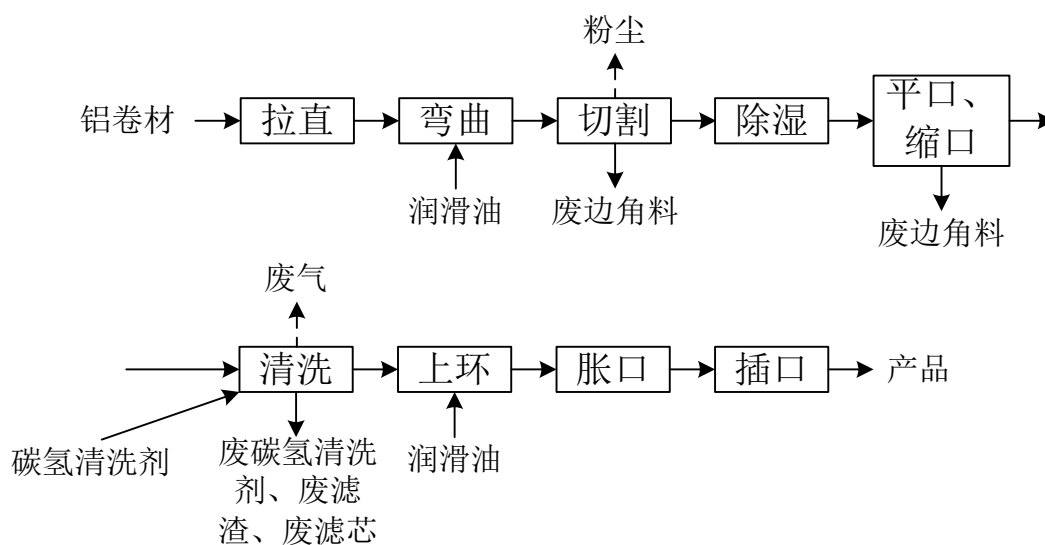 粉尘
铝卷材
拉直
弯曲
切割
除湿
平口、
缩口
润滑油
废边角料
废边角料
废气
清洗
上环
胀口
插口
产品
碳氢清洗剂
废碳氢清洗
剂、废滤
渣、废滤芯
润滑油